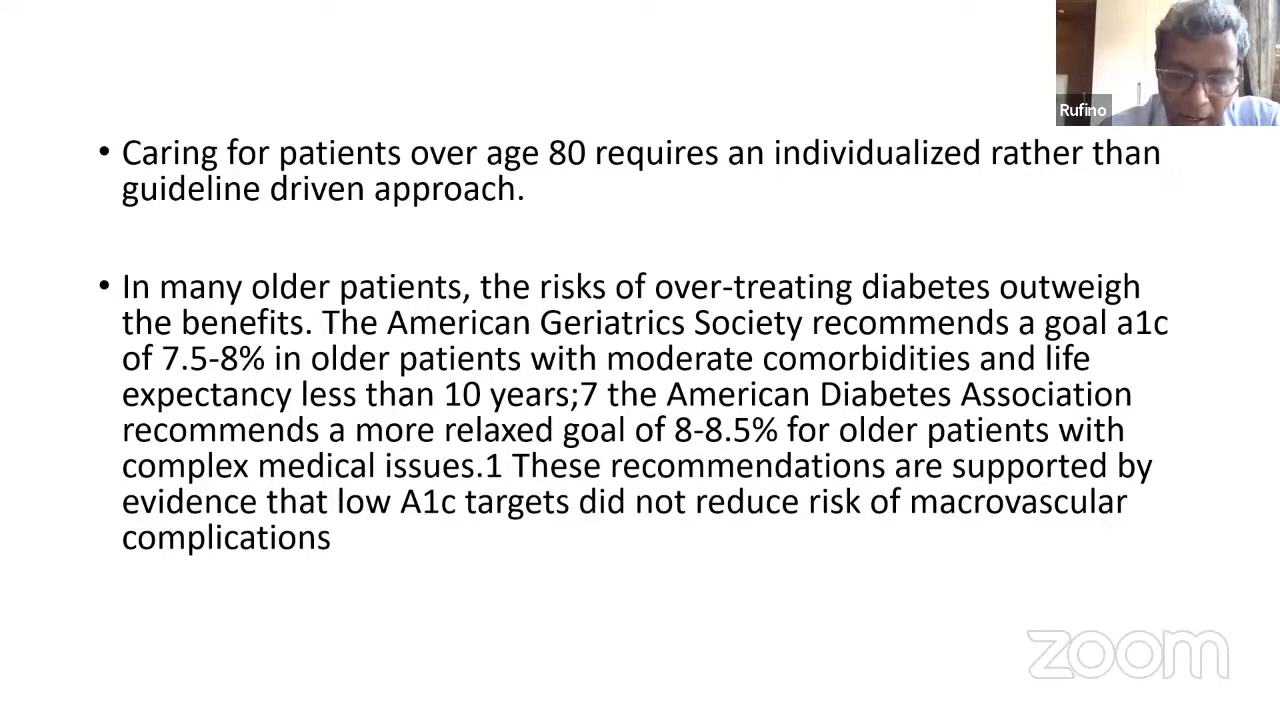 Rufino
• Caring for patients over age 80 requires an individualized rather than
guideline driven approach.
• In many older patients, the risks of over-treating diabetes outweigh
the benefits. The American Geriatrics Society recommends a goal a1c
of 7.5-8% in older patients with moderate comorbidities and life
expectancy less than 10 years;7 the American Diabetes Association
recommends a more relaxed goal of 8-8.5% for older patients with
complex medical issues.1 These recommendations are supported by
evidence that low A1c targets did not reduce risk of macrovascular
complications
zoom